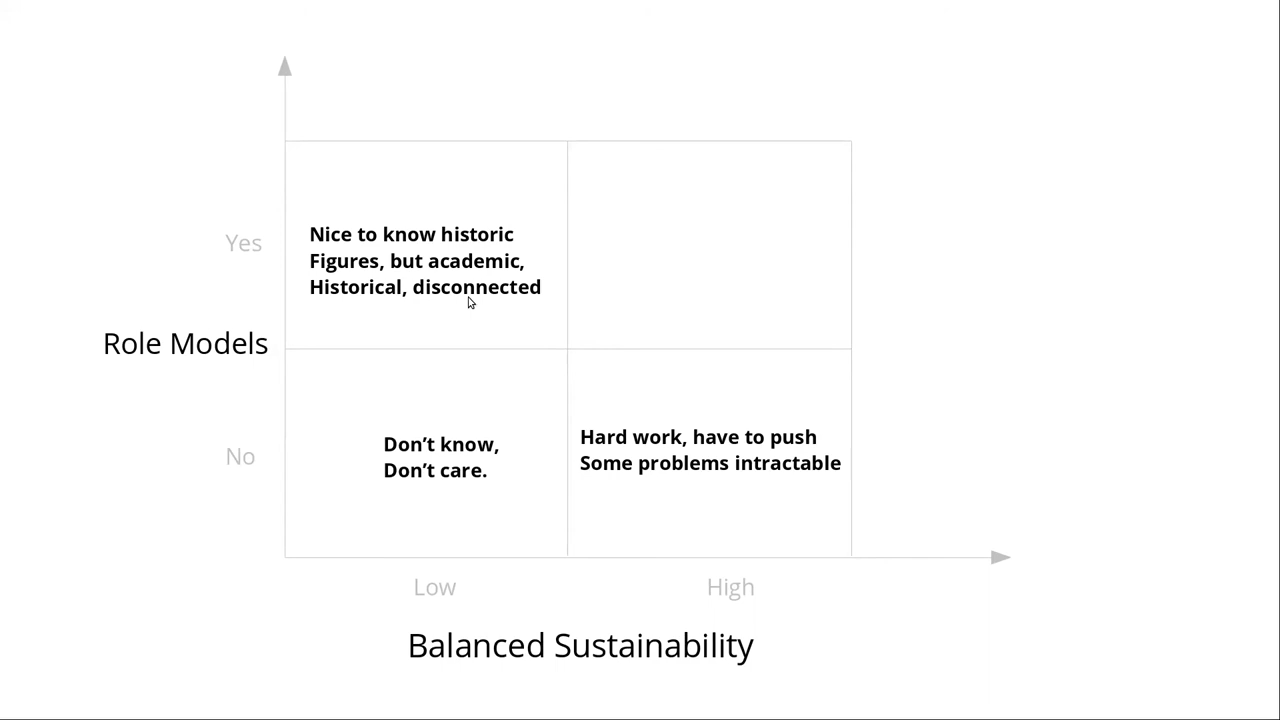 Nice to know historic
Figures, but academic,
Historical, disconnected
Yes
Role Models
Don’t know,
Don’t care.
Hard work, have to push
Some problems intractable
No
Low
High
Balanced Sustainability